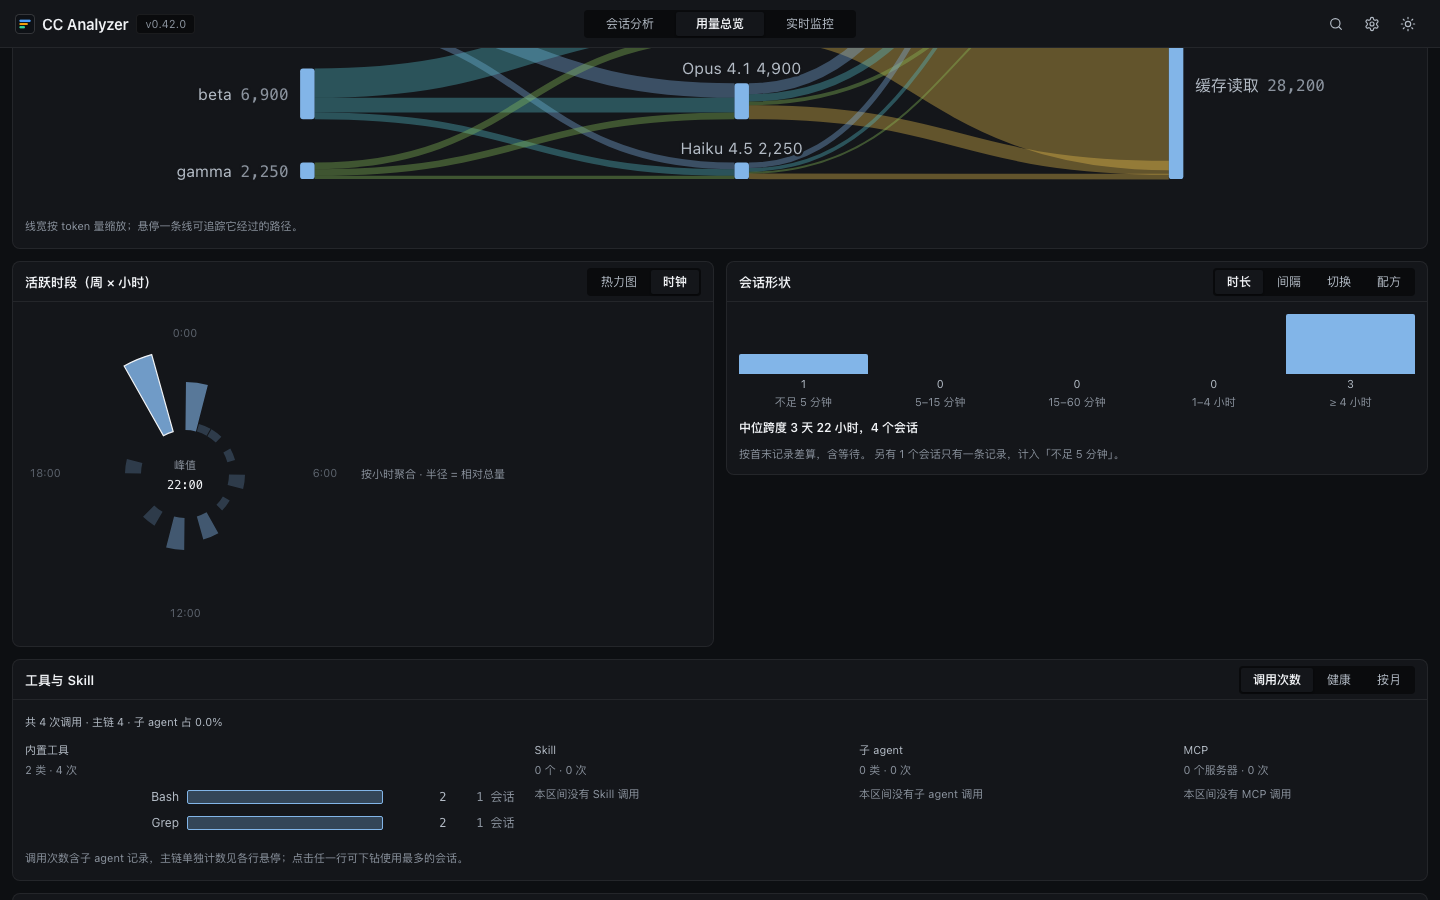 CC Analyzer v0.42.0 会话分析 用量总览 实时监控
Opus 4.1 4,900
beta 6,900
缓存读取 28,200
Haiku 4.5 2,250
gamma 2,250
线宽按 token 量缩放；悬停一条线可追踪它经过的路径。
活跃时段（周 × 小时） 热力图 时钟
0:00
峰值
22:00
18:00
6:00
12:00
按小时聚合 · 半径 = 相对总量
会话形状 时长 间隔 切换 配方
1 0 0 0 3
不足 5 分钟 5–15 分钟 15–60 分钟 1–4 小时 ≥ 4 小时
中位跨度 3 天 22 小时，4 个会话
按首末记录差算，含等待。 另有 1 个会话只有一条记录，计入「不足 5 分钟」。
工具与 Skill 调用次数 健康 按月
共 4 次调用 · 主链 4 · 子 agent 占 0.0%
内置工具
2 类 · 4 次
Bash 2 1 会话
Grep 2 1 会话
Skill
0 个 · 0 次
本区间没有 Skill 调用
子 agent
0 类 · 0 次
本区间没有子 agent 调用
MCP
0 个服务器 · 0 次
本区间没有 MCP 调用
调用次数含子 agent 记录，主链单独计数见各行悬停；点击任一行可下钻使用最多的会话。